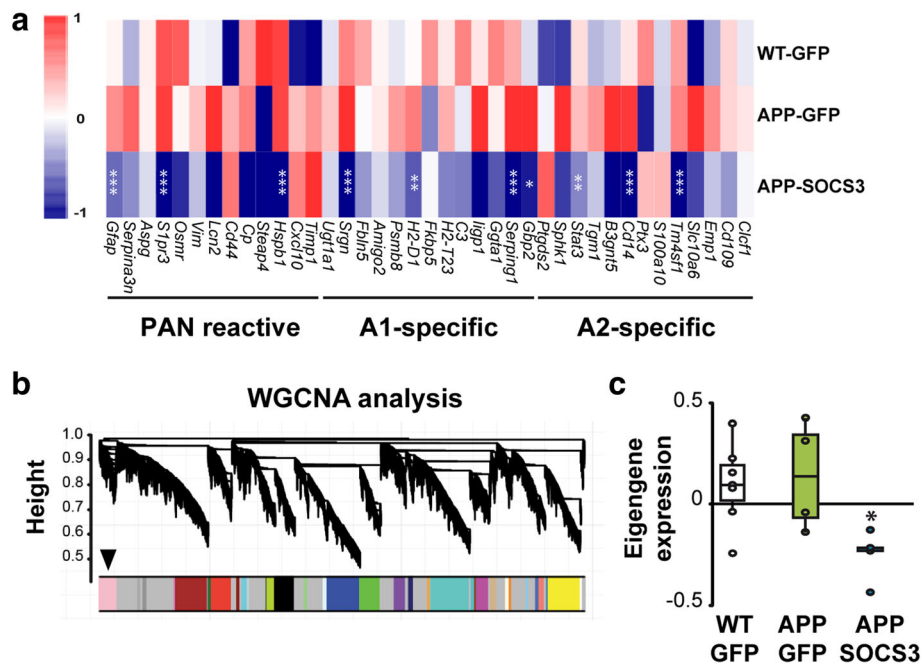 a
1
0
-1
WT-GFP
APP-GFP
APP-SOCS3
*** *** *** *** ** *** * ** *** ***
Gfap
Serpina3n
Aspg
S1pr3
Osmr
Vim
Lcn2
Cd44
Cp
Steap4
Hspb1
Cxcl10
Timp1
Ugt1a1
Srgn
Fbln5
Amigo2
Psmb8
H2-D1
Fkbp5
H2-T23
C3
Iigp1
Ggta1
Serping1
Gbp2
Ptgds2
Sphk1
Stat3
Tgm1
B3gnt5
Cd14
Ptx3
S100a10
Tm4sf1
Slc10a6
Emp1
Cd109
Clcf1
PAN reactive A1-specific A2-specific
b
WGCNA analysis
Height
1.0
0.9
0.8
0.7
0.6
0.5
c
Eigengene
expression
0.5
0
-0.5
*
WT APP APP
GFP GFP SOCS3